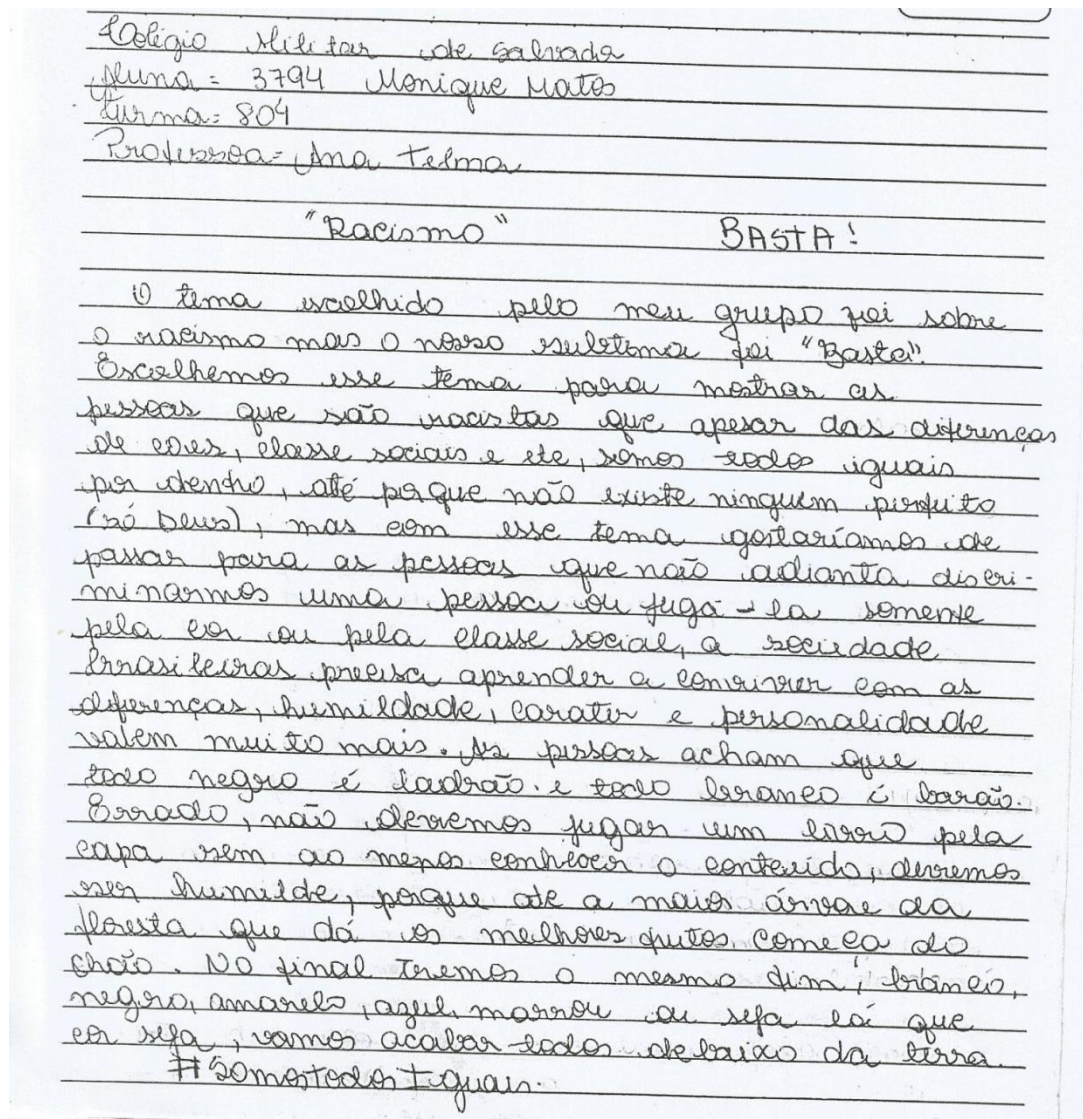 Colégio Militar de Salvador
Aluna = 3794 Monique Matos
Turma = 804
Professora = Ana Telma
"Racismo" BASTA!
O tema escolhido pelo meu grupo foi sobre
o racismo mas o nosso subtema foi "Basta".
Escolhemos esse tema para mostrar as
pessoas que são racistas que apesar das diferenças
de cores, classe sociais e etc, somos todos iguais
por dentro, até porque não existe ninguém perfeito
(só Deus), mas com esse tema gostaríamos de
passar para as pessoas que não adianta discri-
minarmos uma pessoa ou jugá-la somente
pela cor ou pela classe social, a sociedade
brasileiras precisa aprender a conviver com as
diferenças, humildade, carater e personalidade
valem muito mais. As pessoas acham que
todo negro é ladrão e todo branco é barão.
Errado, não devemos jugar um livro pela
capa sem ao menos conhecer o conteúdo, devemos
ser humilde, porque até a maior árvore da
floresta que dá os melhores frutos começa do
chão. No final teremos o mesmo fim, branco,
negro, amarelo, azul, marrou ou seja lá que
cor seja, vamos acabar todos debaixo da terra.
#SomostodosIguais.